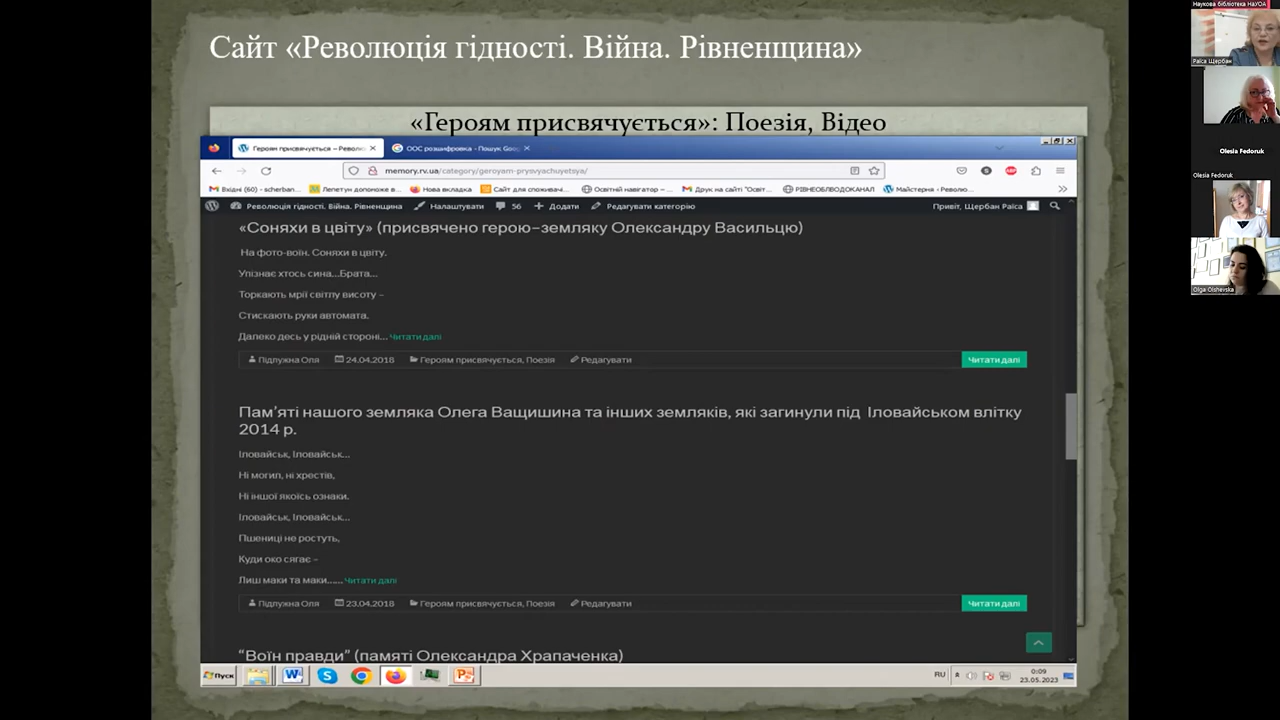 Сайт «Революція гідності. Війна. Рівненщина»
«Героям присвячується»: Поезія, Відео
Героям присвячується – Револю
ООС розшифровка - Пошук Goog
memory.rv.ua/category/geroyam-prysvyachuyetsya/
Вхідні (60) - scherban... Лепетун допоможе в... Нова вкладка Сайт для споживачі... Освітній навігатор – ... Друк на сайті "Освіт... РІВНЕОБЛВОДОКАНАЛ Майстерня ‹ Револю...
Революція гідності. Війна. Рівненщина Налаштувати 56 Додати Редагувати категорію Привіт, Щербан Раїса
«Соняхи в цвіту» (присвячено герою–земляку Олександру Васильцю)
На фото–воїн. Соняхи в цвіту.
Упізнає хтось сина...Брата...
Торкають мрії світлу висоту –
Стискають руки автомата.
Далеко десь у рідній стороні... Читати далі
Підлужна Оля 24.04.2018 Героям присвячується, Поезія Редагувати Читати далі
Пам'яті нашого земляка Олега Ващишина та інших земляків, які загинули під Іловайськом влітку
2014 р.
Іловайськ, Іловайськ...
Ні могил, ні хрестів,
Ні іншої якоїсь ознаки.
Іловайськ, Іловайськ...
Пшениці не ростуть,
Куди око сягає –
Лиш маки та маки...... Читати далі
Підлужна Оля 23.04.2018 Героям присвячується, Поезія Редагувати Читати далі
"Воїн правди" (памяті Олександра Храпаченка)
Пуск
RU
0:09
23.05.2023
Наукова бібліотека НаУОА
Раїса Щербан
Olesia Fedoruk
Olesia Fedoruk
Olga Olshevska